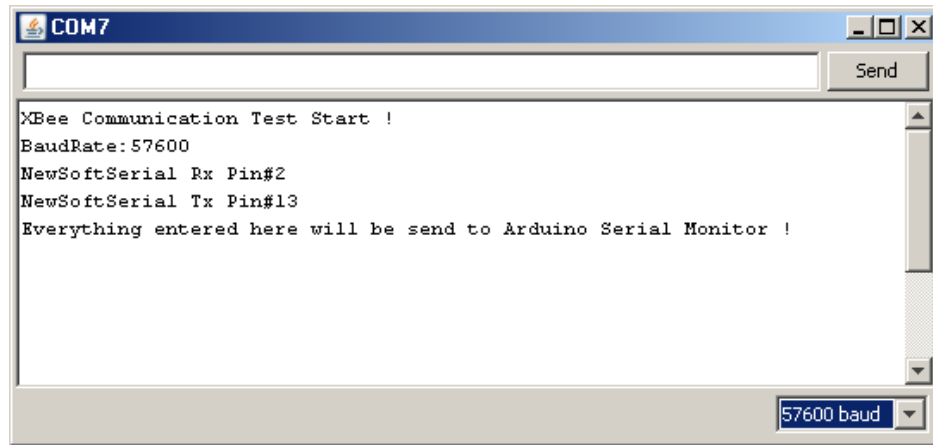 COM7
Send
XBee Communication Test Start !
BaudRate:57600
NewSoftSerial Rx Pin#2
NewSoftSerial Tx Pin#13
Everything entered here will be send to Arduino Serial Monitor !
57600 baud